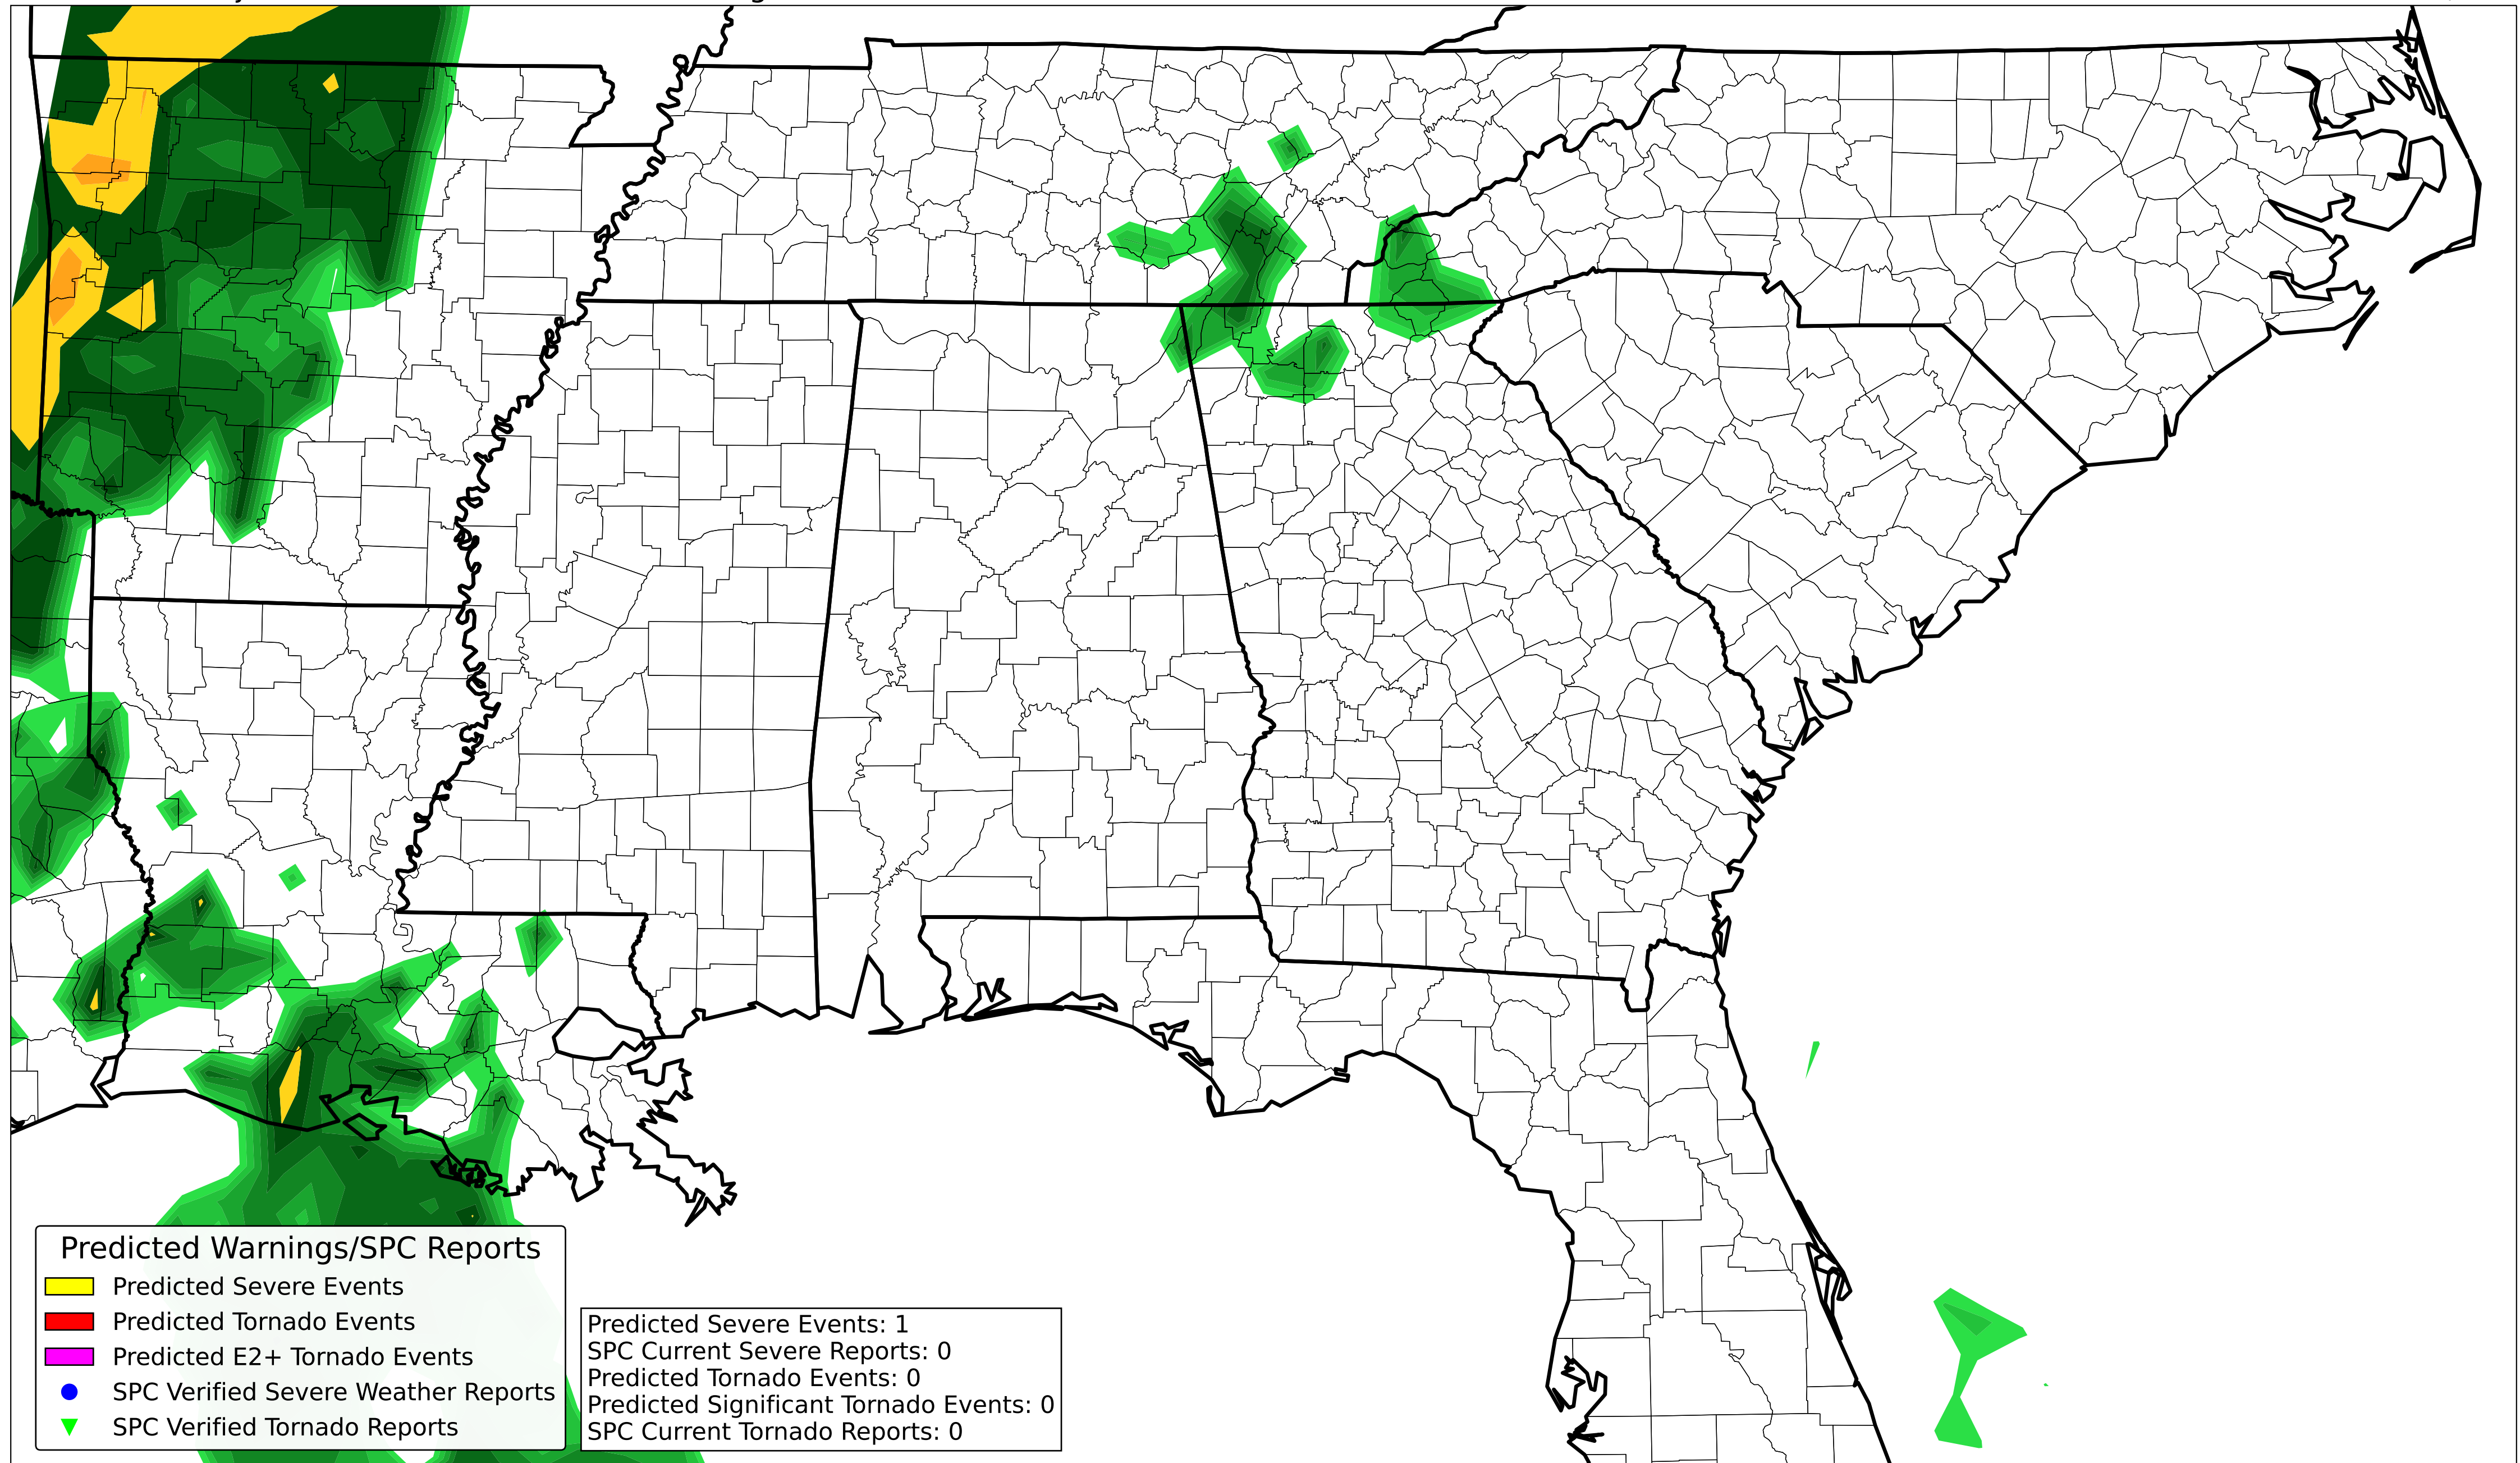 Predicted Warnings/SPC Reports
Predicted Severe Events
Predicted Tornado Events
Predicted E2+ Tornado Events
SPC Verified Severe Weather Reports
SPC Verified Tornado Reports
Predicted Severe Events: 1
SPC Current Severe Reports: 0
Predicted Tornado Events: 0
Predicted Significant Tornado Events: 0
SPC Current Tornado Reports: 0